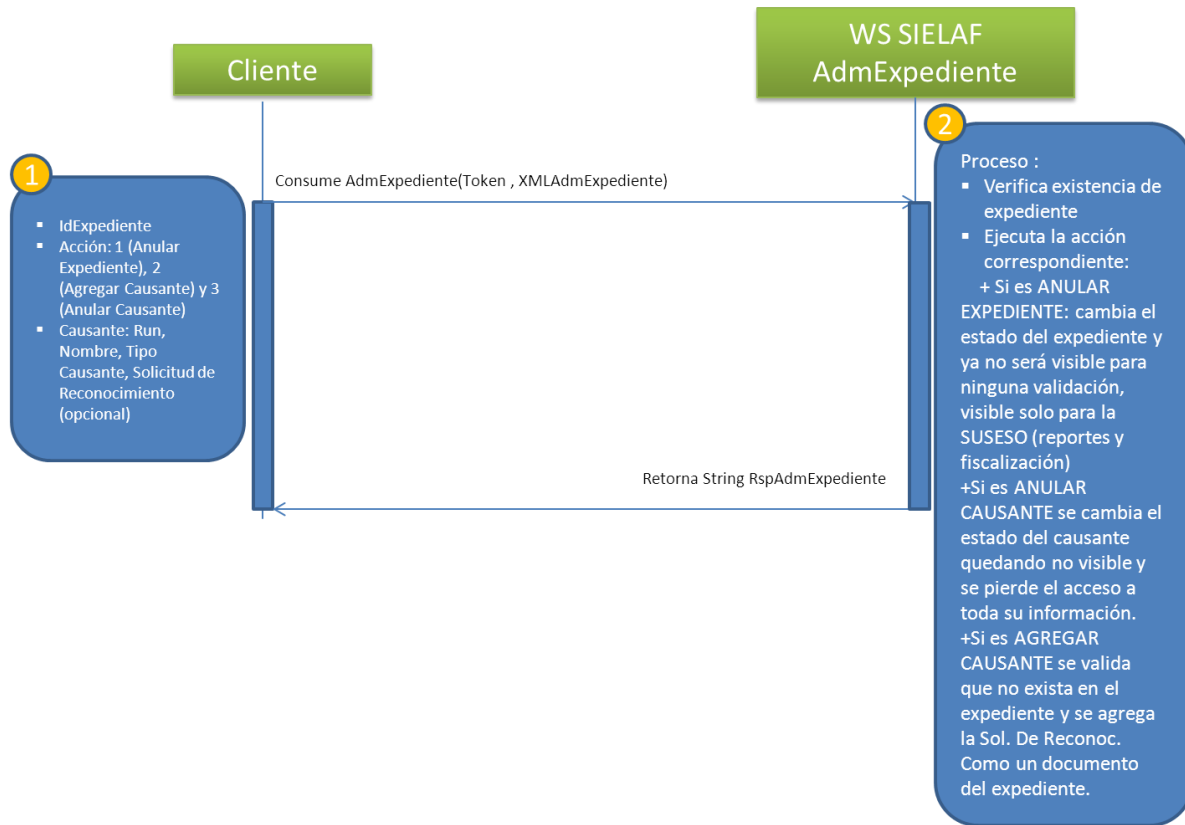 Cliente
WS SIELAF
AdmExpediente
1
▪ IdExpediente
▪ Acción: 1 (Anular
Expediente), 2
(Agregar Causante) y 3
(Anular Causante)
▪ Causante: Run,
Nombre, Tipo
Causante, Solicitud de
Reconocimiento
(opcional)
Consume AdmExpediente(Token , XMLAdmExpediente)
Retorna String RspAdmExpediente
2
Proceso :
▪ Verifica existencia de
expediente
▪ Ejecuta la acción
correspondiente:
+ Si es ANULAR
EXPEDIENTE: cambia el
estado del expediente y
ya no será visible para
ninguna validación,
visible solo para la
SUSESO (reportes y
fiscalización)
+Si es ANULAR
CAUSANTE se cambia el
estado del causante
quedando no visible y
se pierde el acceso a
toda su información.
+Si es AGREGAR
CAUSANTE se valida
que no exista en el
expediente y se agrega
la Sol. De Reconoc.
Como un documento
del expediente.